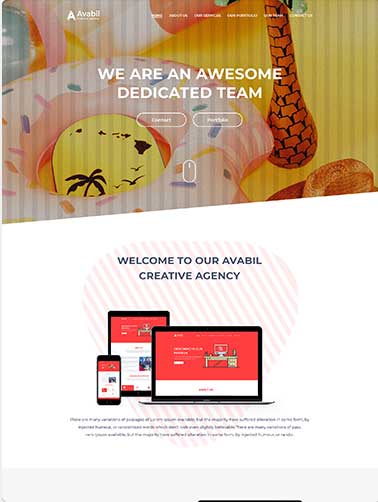 Avabil
HOME ABOUT US OUR SERVICES OUR PORTFOLIO OUR TEAM CONTACT US
WE ARE AN AWESOME
DEDICATED TEAM
Contact Portfolio
WELCOME TO OUR AVABIL
CREATIVE AGENCY
ABOUT US
There are many variations of passages of Lorem Ipsum available, but the majority have suffered alteration in some form, by
injected humour, or randomised words which don't look even slightly believable. There are many variations of pass
rem Ipsum available, but the majority have suffered alteration in some form, by injected humour, or rando